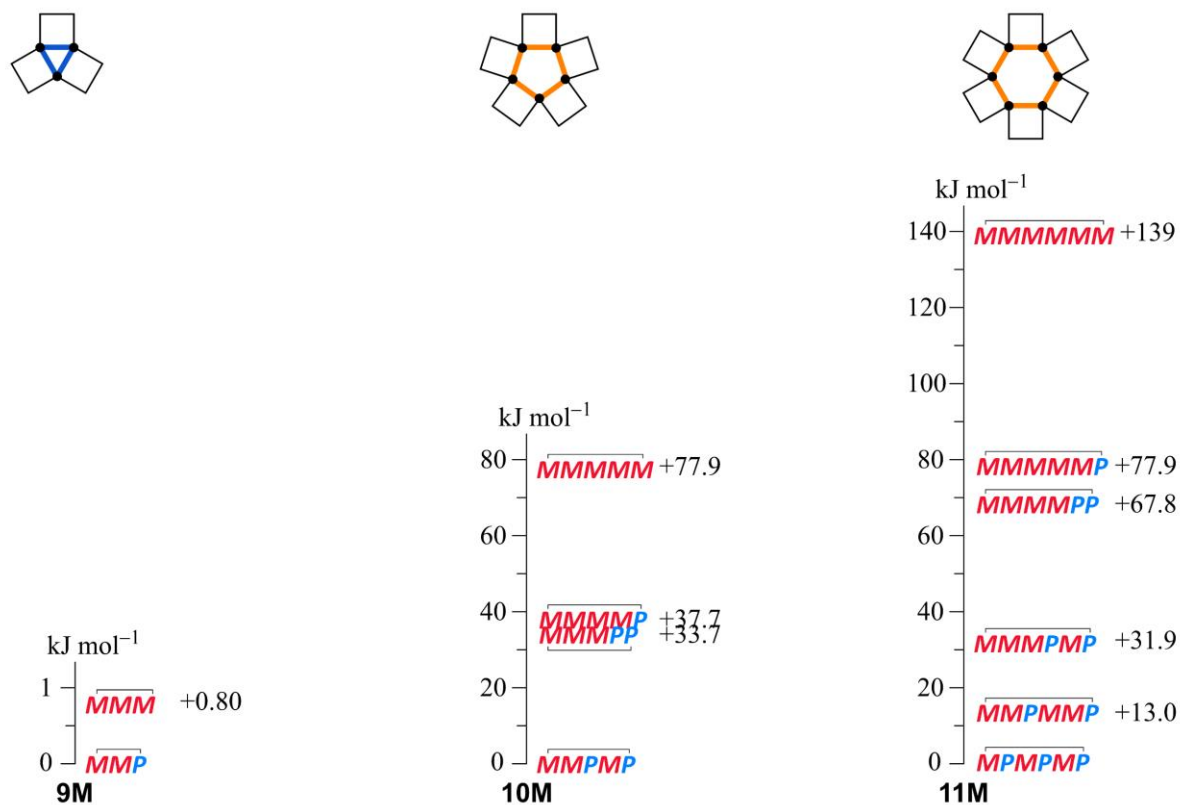 kJ mol⁻¹
1
0
MMM +0.80
MMP
9M
kJ mol⁻¹
80
60
40
20
0
MMMMM +77.9
MMMMP +37.7
MMMPP +33.7
MMPMP
10M
kJ mol⁻¹
140
120
100
80
60
40
20
0
MMMMMM +139
MMMMMP +77.9
MMMMPP +67.8
MMMPMP +31.9
MMPMMP +13.0
MPMPMP
11M